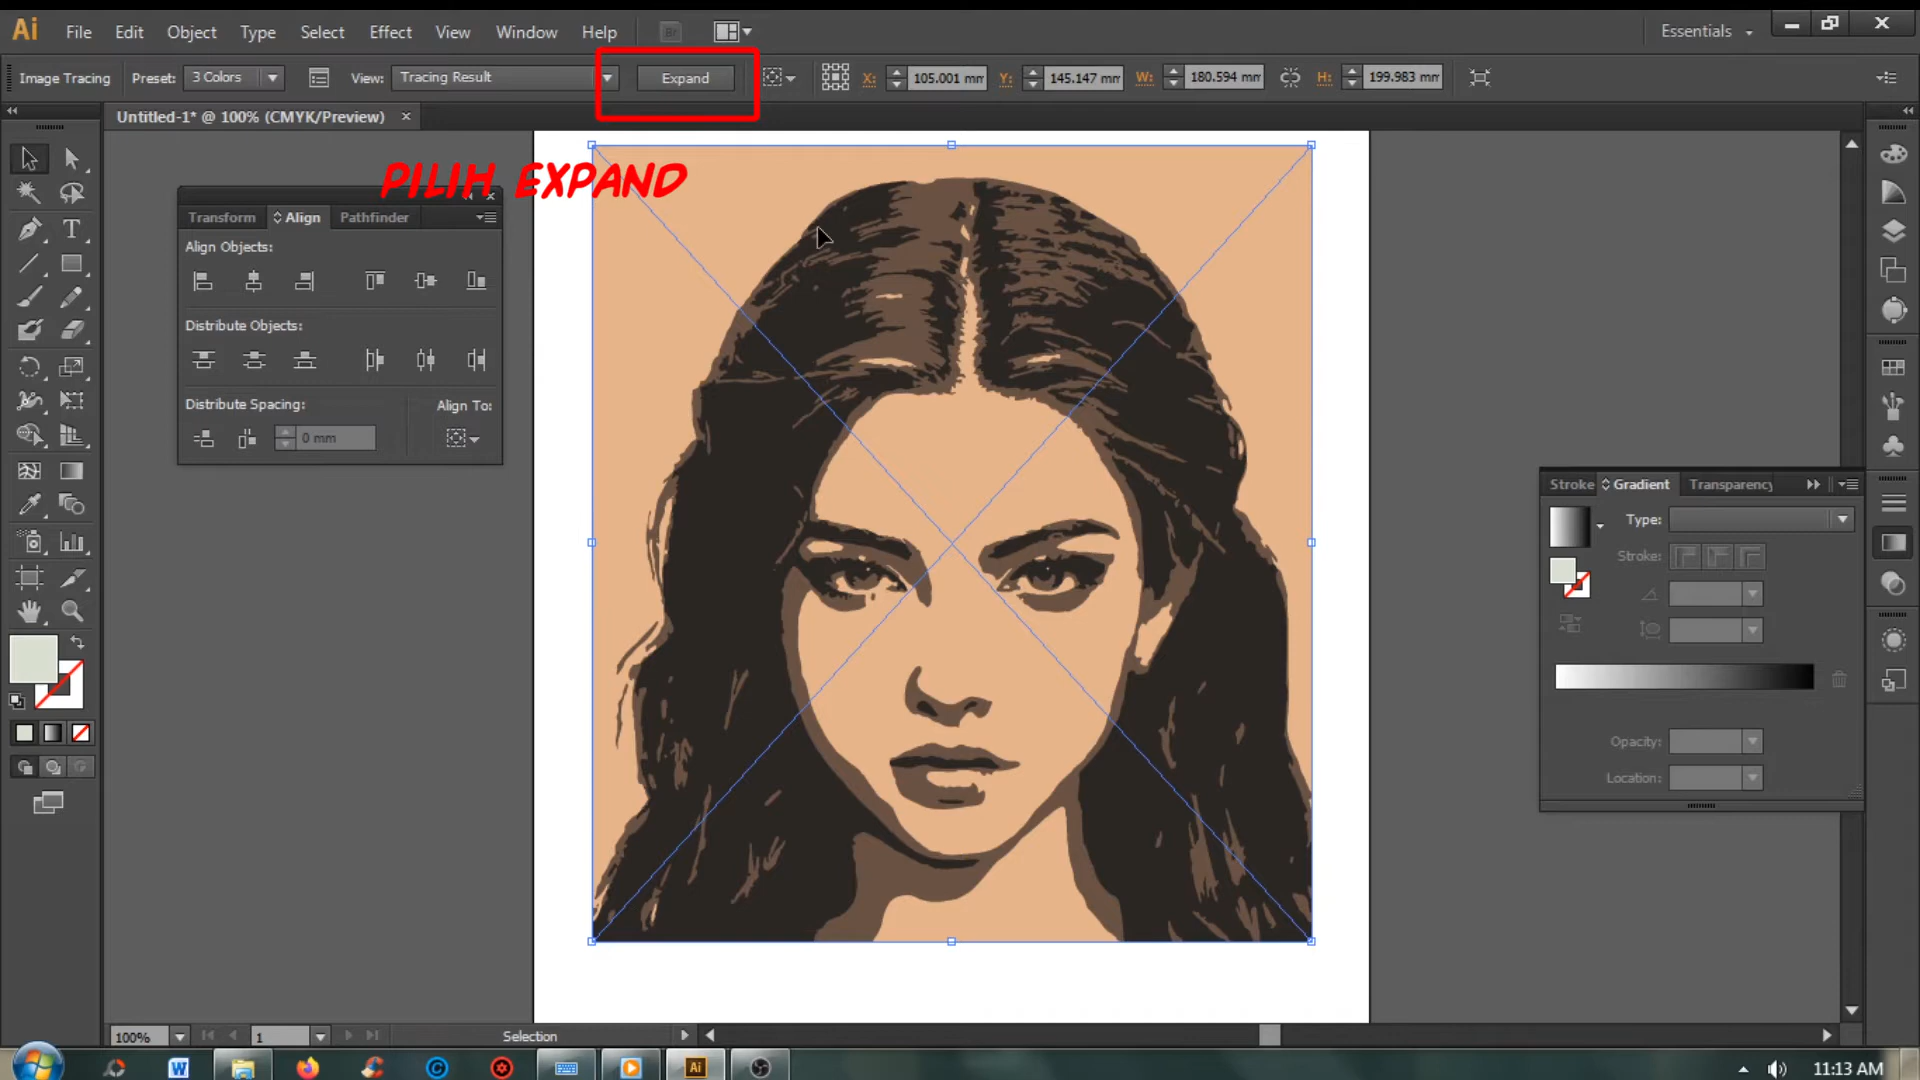 Ai File Edit Object Type Select Effect View Window Help Br Essentials
Image Tracing Preset: 3 Colors View: Tracing Result Expand X: 105.001 mm Y: 145.147 mm W: 180.594 mm H: 199.983 mm
Untitled-1* @ 100% (CMYK/Preview)
PILIH EXPAND
Transform Align Pathfinder
Align Objects:
Distribute Objects:
Distribute Spacing: Align To:
0 mm
Stroke Gradient Transparency
Type:
Stroke:
Opacity:
Location:
100% 1 Selection
11:13 AM